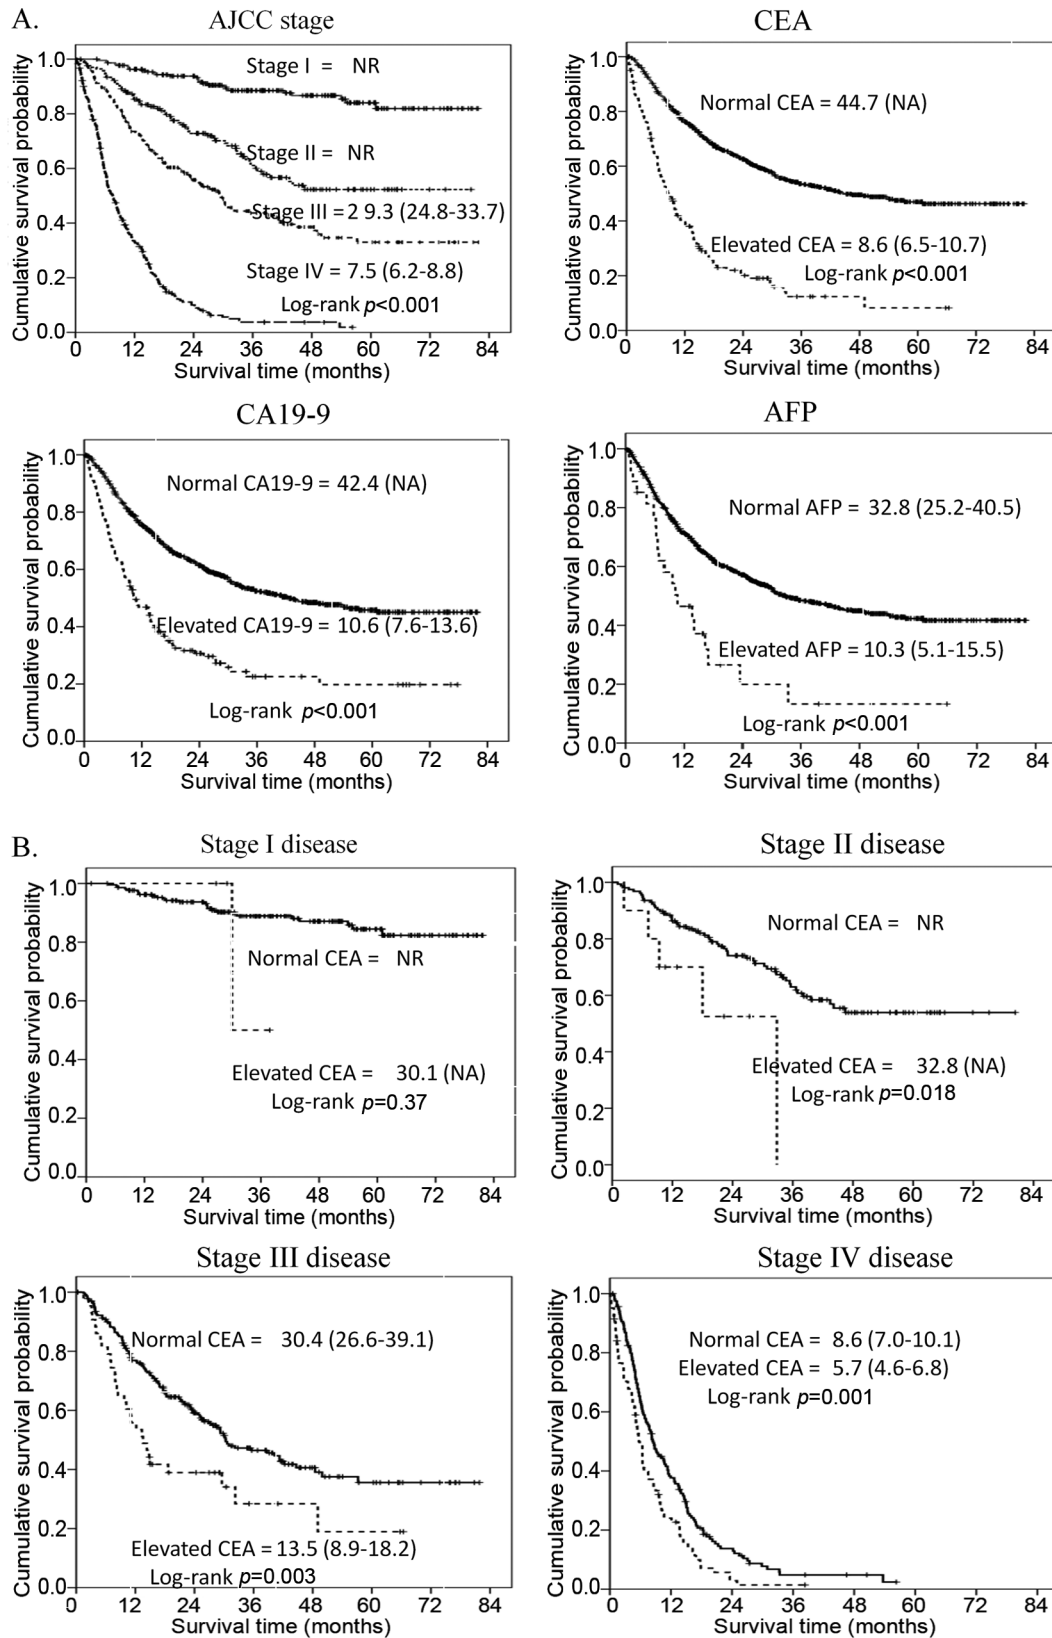 A.
AJCC stage
Cumulative survival probability
1.0
0.8
0.6
0.4
0.2
0.0
Stage I = NR
Stage II = NR
Stage III = 2 9.3 (24.8-33.7)
Stage IV = 7.5 (6.2-8.8)
Log-rank p<0.001
0 12 24 36 48 60 72 84
Survival time (months)
CEA
Cumulative survival probability
1.0
0.8
0.6
0.4
0.2
0.0
Normal CEA = 44.7 (NA)
Elevated CEA = 8.6 (6.5-10.7)
Log-rank p<0.001
0 12 24 36 48 60 72 84
Survival time (months)
CA19-9
Cumulative survival probability
1.0
0.8
0.6
0.4
0.2
0.0
Normal CA19-9 = 42.4 (NA)
Elevated CA19-9 = 10.6 (7.6-13.6)
Log-rank p<0.001
0 12 24 36 48 60 72 84
Survival time (months)
AFP
Cumulative survival probability
1.0
0.8
0.6
0.4
0.2
0.0
Normal AFP = 32.8 (25.2-40.5)
Elevated AFP = 10.3 (5.1-15.5)
Log-rank p<0.001
0 12 24 36 48 60 72 84
Survival time (months)
B.
Stage I disease
Cumulative survival probability
1.0
0.8
0.6
0.4
0.2
0.0
Normal CEA = NR
Elevated CEA = 30.1 (NA)
Log-rank p=0.37
0 12 24 36 48 60 72 84
Survival time (months)
Stage II disease
Cumulative survival probability
1.0
0.8
0.6
0.4
0.2
0.0
Normal CEA = NR
Elevated CEA = 32.8 (NA)
Log-rank p=0.018
0 12 24 36 48 60 72 84
Survival time (months)
Stage III disease
Cumulative survival probability
1.0
0.8
0.6
0.4
0.2
0.0
Normal CEA = 30.4 (26.6-39.1)
Elevated CEA = 13.5 (8.9-18.2)
Log-rank p=0.003
0 12 24 36 48 60 72 84
Survival time (months)
Stage IV disease
Cumulative survival probability
1.0
0.8
0.6
0.4
0.2
0.0
Normal CEA = 8.6 (7.0-10.1)
Elevated CEA = 5.7 (4.6-6.8)
Log-rank p=0.001
0 12 24 36 48 60 72 84
Survival time (months)